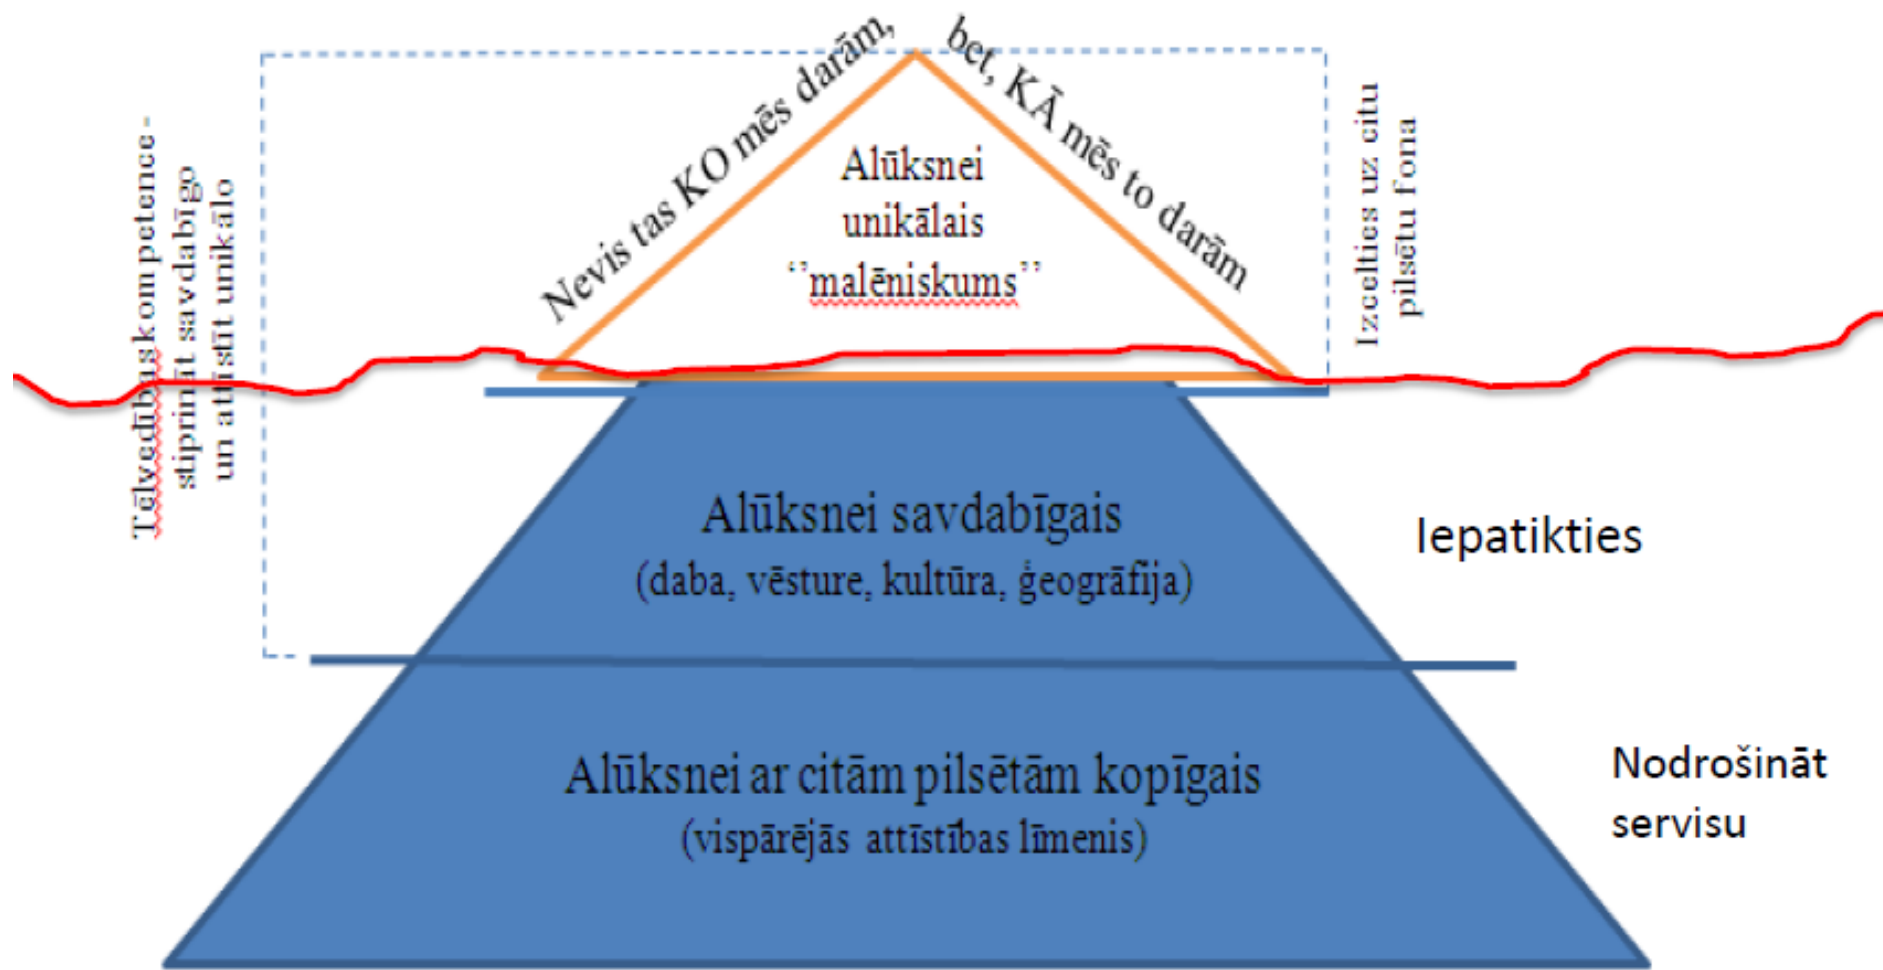 Nevis tas KO mēs darām,
bet, KĀ mēs to darām
Alūksnei
unikālais
‘’malēniskums’’
Tēlvedībuskompetence-
stiprināt savdabīgo
un attīstīt unikālo
Izcelties uz citu
pilsētu fona
Alūksnei savdabīgais
(daba, vēsture, kultūra, ģeogrāfija)
Iepatikties
Alūksnei ar citām pilsētām kopīgais
(vispārējās attīstības līmenis)
Nodrošināt
servisu